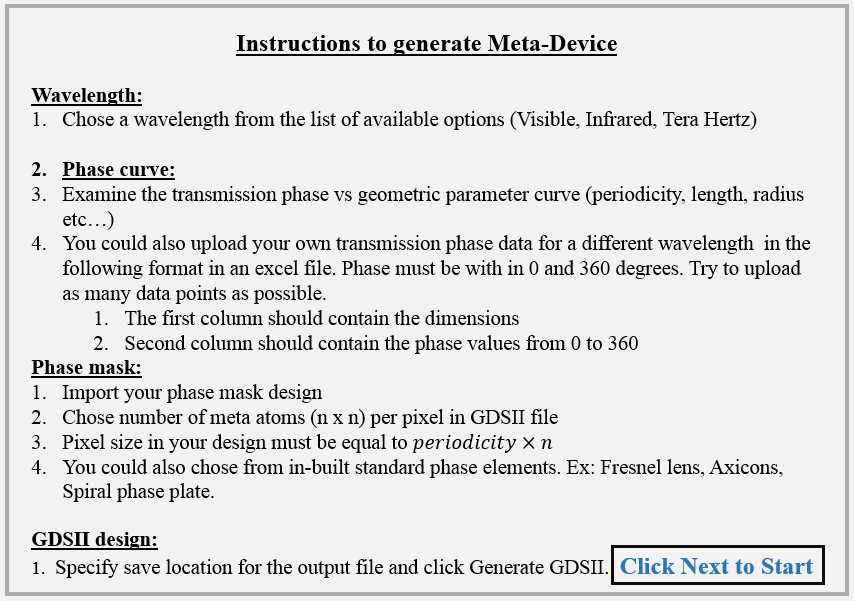 Instructions to generate Meta-Device
Wavelength:
1. Chose a wavelength from the list of available options (Visible, Infrared, Tera Hertz)
2. Phase curve:
3. Examine the transmission phase vs geometric parameter curve (periodicity, length, radius
etc…)
4. You could also upload your own transmission phase data for a different wavelength  in the
following format in an excel file. Phase must be with in 0 and 360 degrees. Try to upload
as many data points as possible.
1. The first column should contain the dimensions
2. Second column should contain the phase values from 0 to 360
Phase mask:
1. Import your phase mask design
2. Chose number of meta atoms (n x n) per pixel in GDSII file
3. Pixel size in your design must be equal to periodicity × n
4. You could also chose from in-built standard phase elements. Ex: Fresnel lens, Axicons,
Spiral phase plate.
GDSII design:
1. Specify save location for the output file and click Generate GDSII.
Click Next to Start